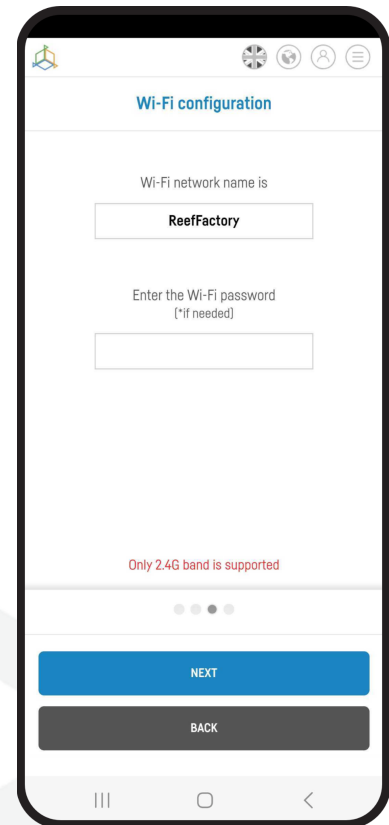 Wi-Fi configuration
Wi-Fi network name is
ReefFactory
Enter the Wi-Fi password
(*if needed)
Only 2.4G band is supported
NEXT
BACK